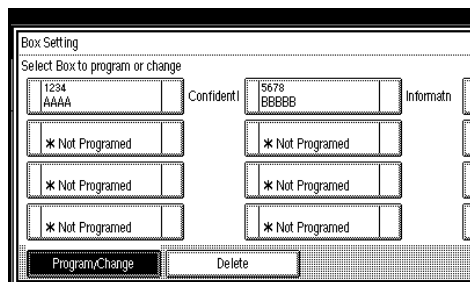 Box Setting
Select Box to program or change
1234
AAAA
Confidentl
5678
BBBBB
Informatn
* Not Programed
* Not Programed
* Not Programed
* Not Programed
* Not Programed
* Not Programed
Program/Change
Delete